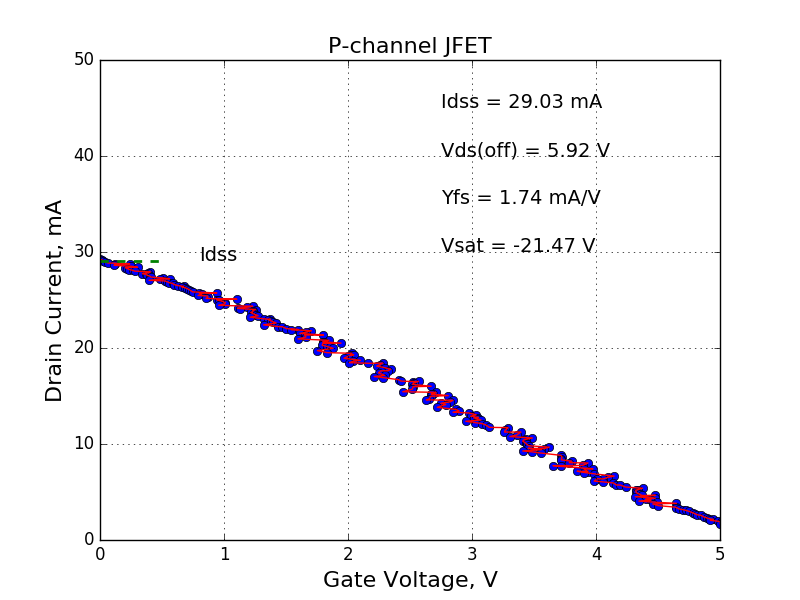 P-channel JFET
50
40
30
20
10
0
Idss = 29.03 mA
Vds(off) = 5.92 V
Yfs = 1.74 mA/V
Vsat = -21.47 V
Idss
Drain Current, mA
0 1 2 3 4 5
Gate Voltage, V